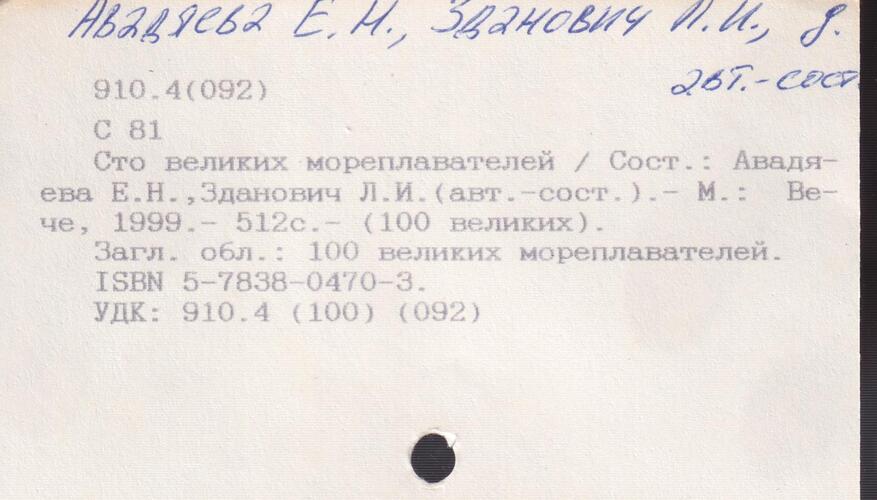 Авадяева Е.Н., Зданович Л.И., д.
авт.-сост.
910.4(092)
С 81
Сто великих мореплавателей / Сост.: Авадя-
ева Е.Н.,Зданович Л.И.(авт.-сост.).- М.: Ве-
че, 1999.- 512с.- (100 великих).
Загл. обл.: 100 великих мореплавателей.
ISBN 5-7838-0470-3.
УДК: 910.4 (100) (092)